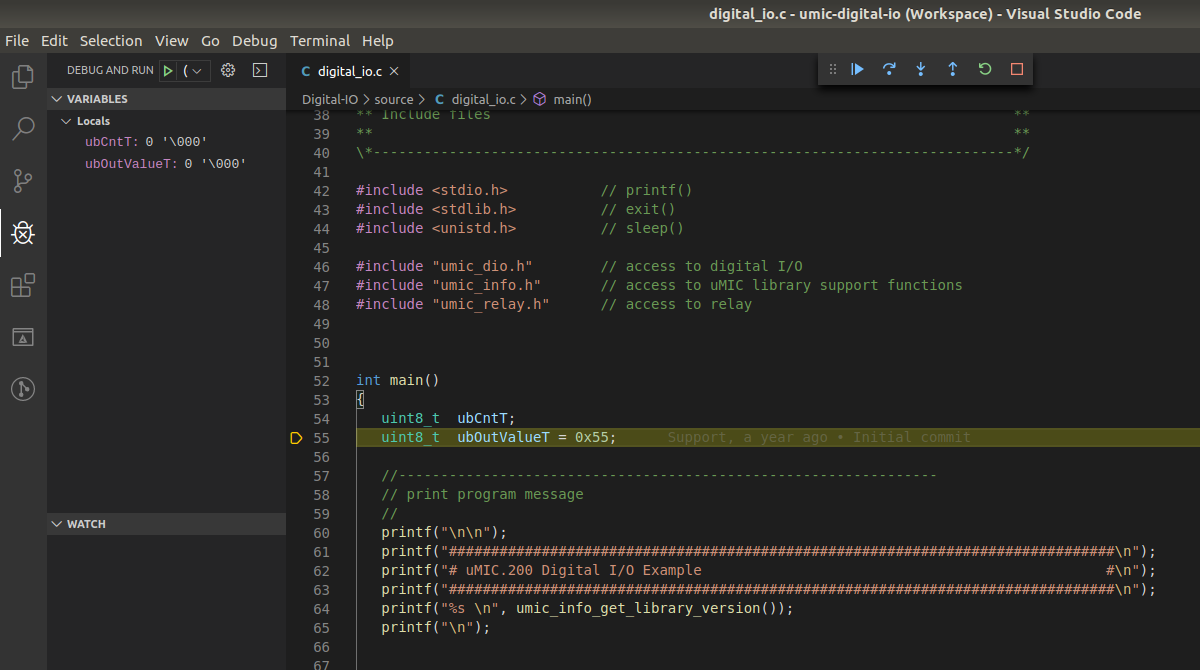 digital_io.c - umic-digital-io (Workspace) - Visual Studio Code
File Edit Selection View Go Debug Terminal Help
DEBUG AND RUN (
C digital_io.c
VARIABLES
Locals
ubCntT: 0 '\000'
ubOutValueT: 0 '\000'
WATCH
Digital-IO > source > C digital_io.c > main()
38 ** Include files **
39 ** **
40 \*----------------------------------------------------------------------------*/
41
42 #include <stdio.h> // printf()
43 #include <stdlib.h> // exit()
44 #include <unistd.h> // sleep()
45
46 #include "umic_dio.h" // access to digital I/O
47 #include "umic_info.h" // access to uMIC library support functions
48 #include "umic_relay.h" // access to relay
49
50
51
52 int main()
53 {
54 uint8_t ubCntT;
55 uint8_t ubOutValueT = 0x55; Support, a year ago • Initial commit
56
57 //----------------------------------------------------------------
58 // print program message
59 //
60 printf("\n\n");
61 printf("###############################################################################\n");
62 printf("# uMIC.200 Digital I/O Example #\n");
63 printf("###############################################################################\n");
64 printf("%s \n", umic_info_get_library_version());
65 printf("\n");
66
67